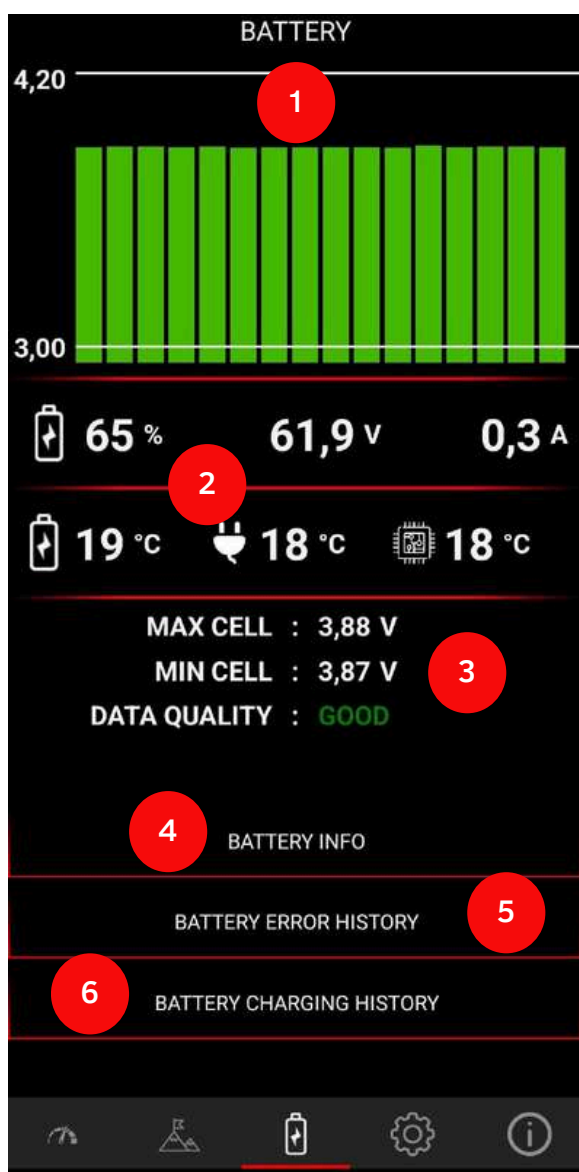 BATTERY
4,20
1
3,00
65 % 61,9 V 0,3 A
2
19 °C 18 °C 18 °C
MAX CELL : 3,88 V
MIN CELL : 3,87 V
3
DATA QUALITY : GOOD
4
BATTERY INFO
5
BATTERY ERROR HISTORY
6
BATTERY CHARGING HISTORY